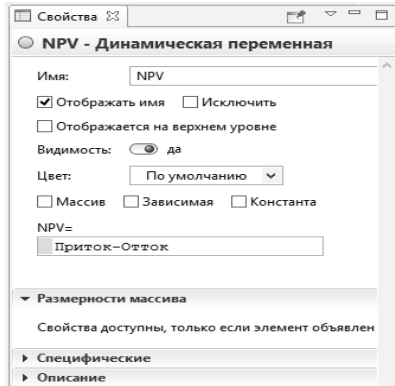 Свойства
NPV - Динамическая переменная
Имя: NPV
Отображать имя Исключить
Отображается на верхнем уровне
Видимость: да
Цвет: По умолчанию
Массив Зависимая Константа
NPV=
Приток-Отток
Размерности массива
Свойства доступны, только если элемент объявлен
Специфические
Описание